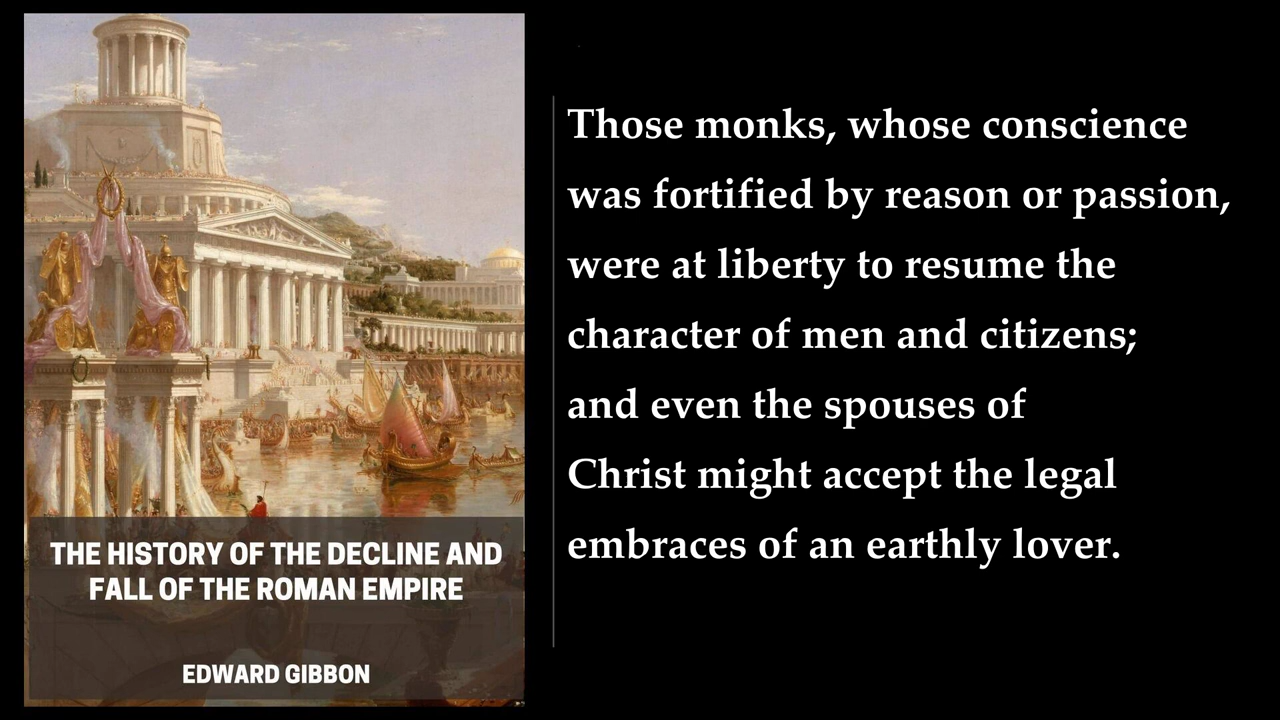 THE HISTORY OF THE DECLINE AND
FALL OF THE ROMAN EMPIRE
EDWARD GIBBON
Those monks, whose conscience
was fortified by reason or passion,
were at liberty to resume the
character of men and citizens;
and even the spouses of
Christ might accept the legal
embraces of an earthly lover.